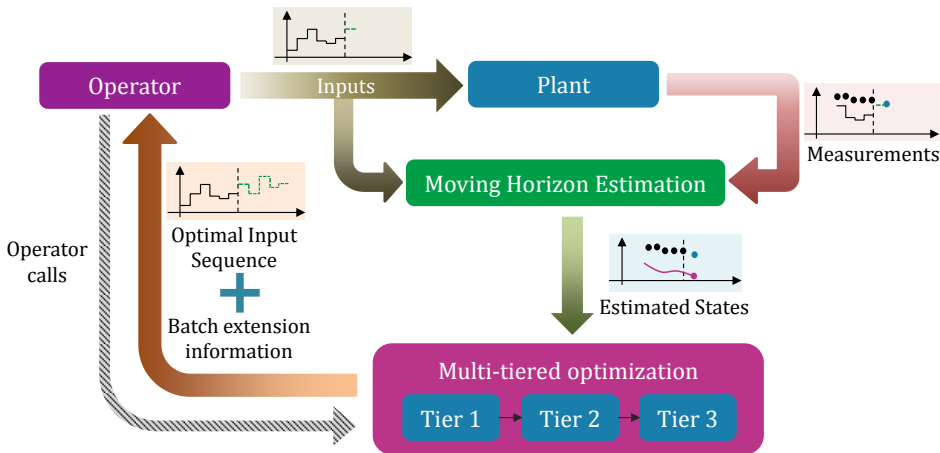 Operator
Inputs
Plant
Measurements
Moving Horizon Estimation
Optimal Input
Sequence
Operator
calls
Batch extension
information
Estimated States
Multi-tiered optimization
Tier 1
Tier 2
Tier 3